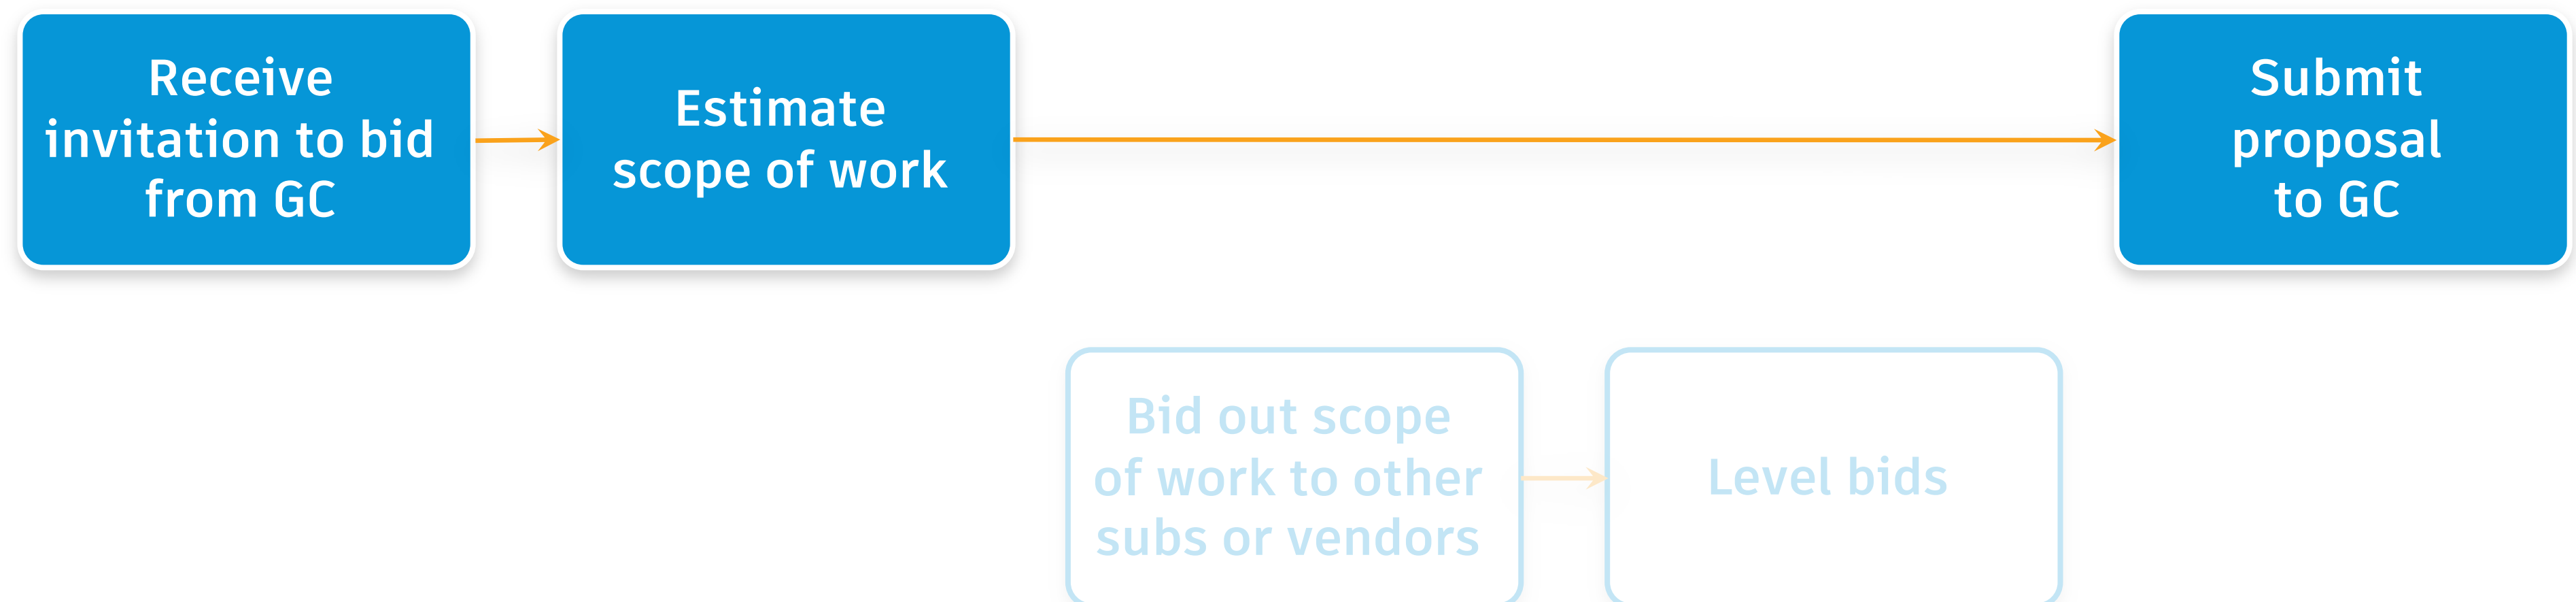 Receive
invitation to bid
from GC
Estimate
scope of work
Submit
proposal
to GC
Bid out scope
of work to other
subs or vendors
Level bids